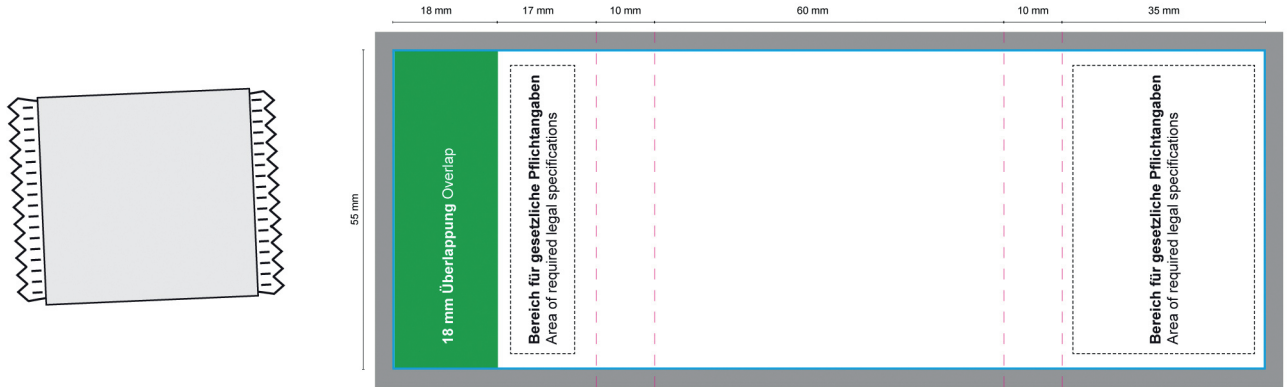 18 mm
17 mm
10 mm
60 mm
10 mm
35 mm
55 mm
18 mm Überlappung Overlap
Bereich für gesetzliche Pflichtangaben
Area of required legal specifications
Bereich für gesetzliche Pflichtangaben
Area of required legal specifications